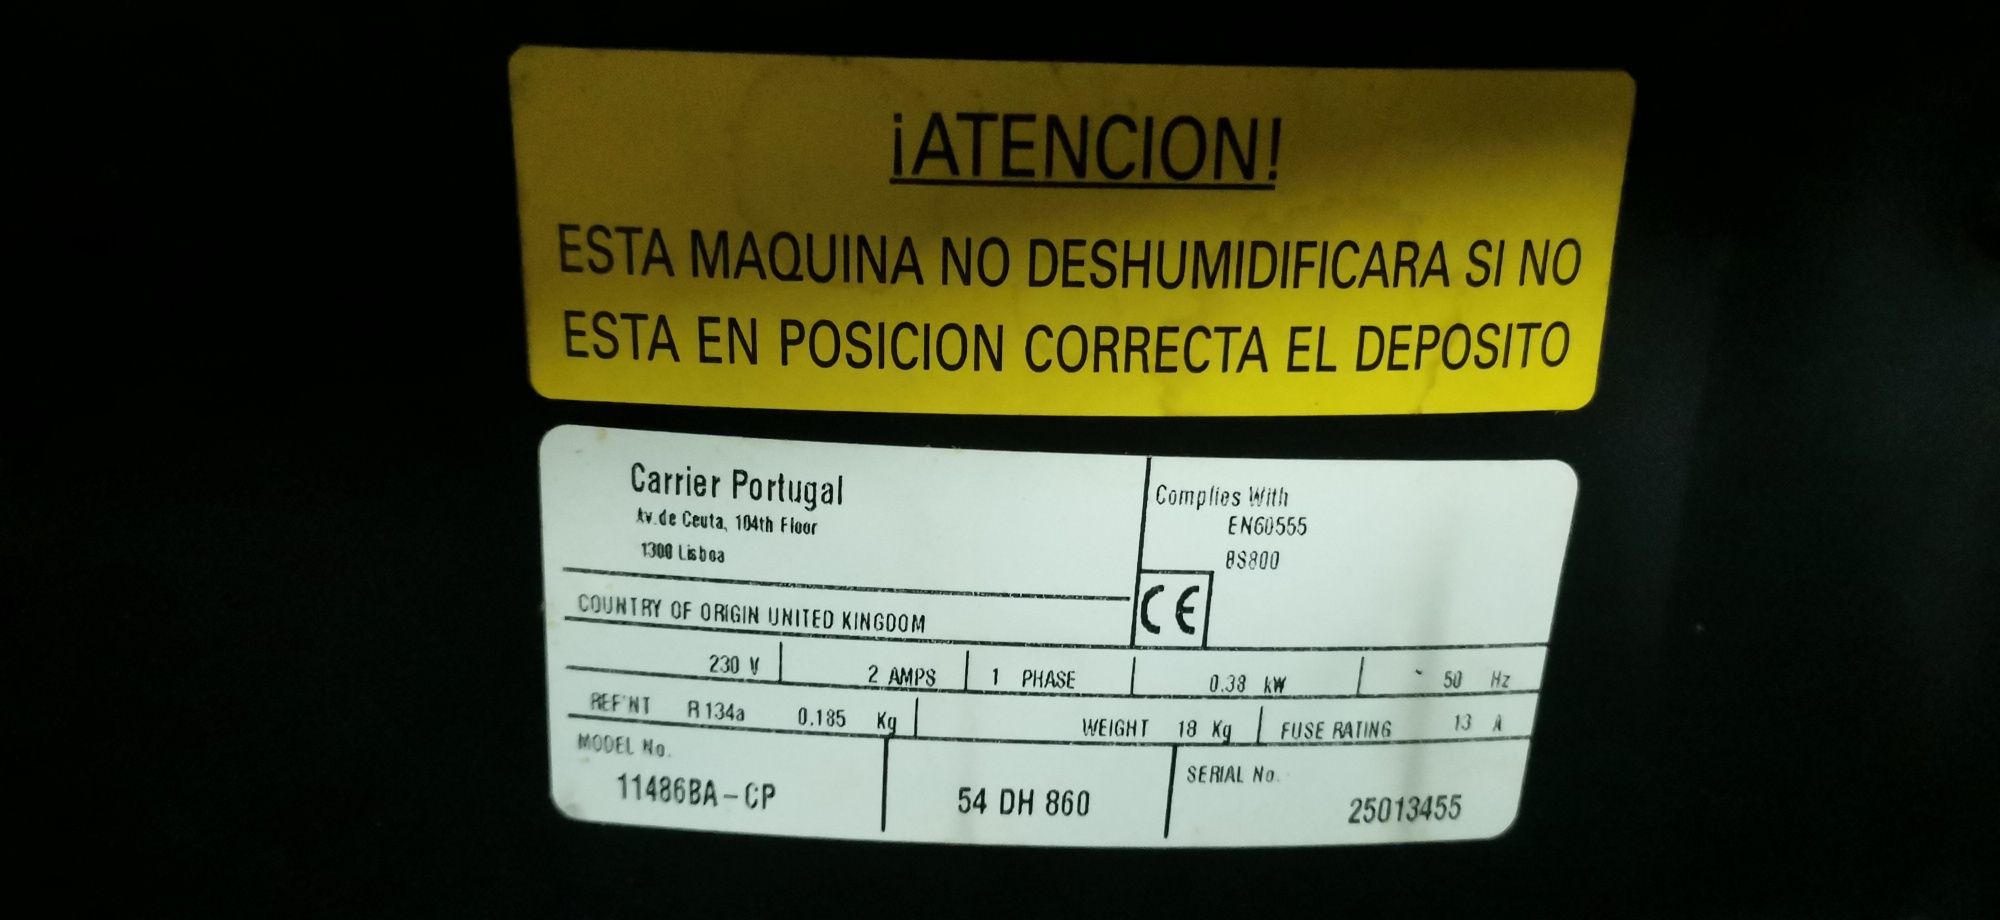 ¡ATENCION!
ESTA MAQUINA NO DESHUMIDIFICARA SI NO
ESTA EN POSICION CORRECTA EL DEPOSITO
Carrier Portugal
Av.de Ceuta, 104th Floor
1300 Lisboa
Complies With
EN60555
BS800
CE
COUNTRY OF ORIGIN UNITED KINGDOM
230 V 2 AMPS 1 PHASE 0.38 kW ~ 50 Hz
REF'NT R134a 0.185 Kg WEIGHT 18 Kg FUSE RATING 13 A
MODEL No. SERIAL No.
11486BA-CP 54 DH 860 25013455